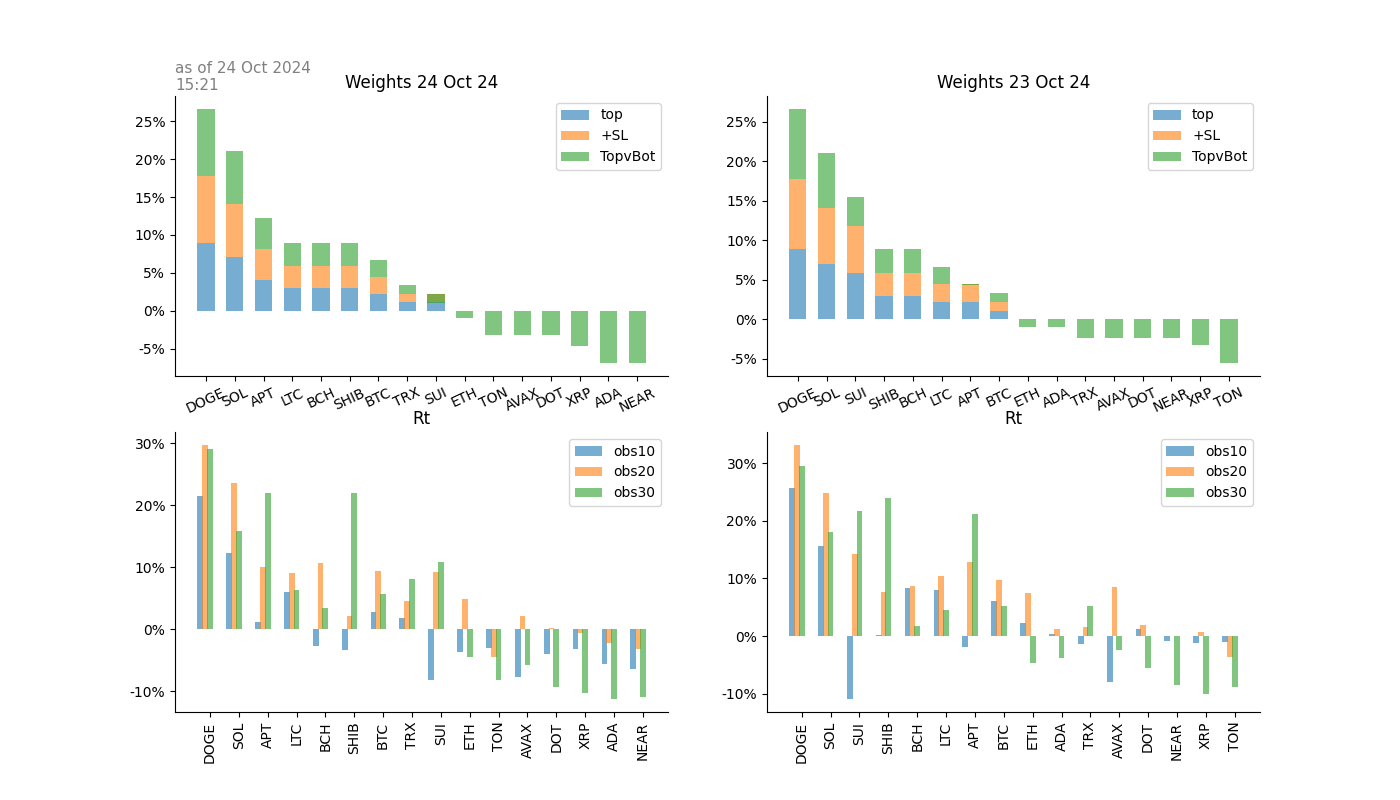 as of 24 Oct 2024
15:21
Weights 24 Oct 24
25%
20%
15%
10%
5%
0%
-5%
top
+SL
TopvBot
DOGE SOL APT LTC BCH SHIB BTC TRX SUI ETH TON AVAX DOT XRP ADA NEAR
Weights 23 Oct 24
25%
20%
15%
10%
5%
0%
-5%
top
+SL
TopvBot
DOGE SOL SUI SHIB BCH LTC APT BTC ETH ADA TRX AVAX DOT NEAR XRP TON
Rt
30%
20%
10%
0%
-10%
obs10
obs20
obs30
DOGE SOL APT LTC BCH SHIB BTC TRX SUI ETH TON AVAX DOT XRP ADA NEAR
Rt
30%
20%
10%
0%
-10%
obs10
obs20
obs30
DOGE SOL SUI SHIB BCH LTC APT BTC ETH ADA TRX AVAX DOT NEAR XRP TON